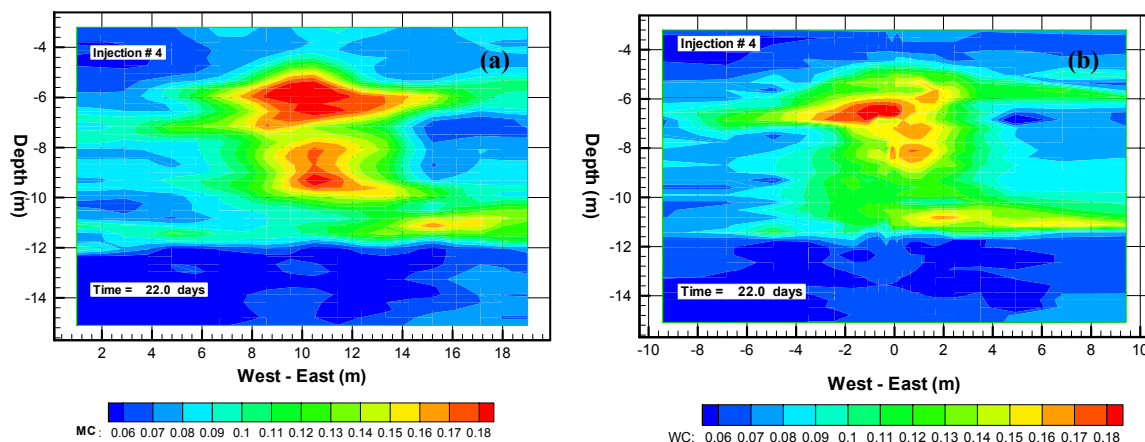 Injection # 4
(a)
-4
-6
-8
-10
-12
-14
Depth (m)
Time = 22.0 days
2 4 6 8 10 12 14 16 18
West - East (m)
MC: 0.06 0.07 0.08 0.09 0.1 0.11 0.12 0.13 0.14 0.15 0.16 0.17 0.18
Injection # 4
(b)
-4
-6
-8
-10
-12
-14
Depth (m)
Time = 22.0 days
-10 -8 -6 -4 -2 0 2 4 6 8 10
West - East (m)
WC: 0.06 0.07 0.08 0.09 0.1 0.11 0.12 0.13 0.14 0.15 0.16 0.17 0.18